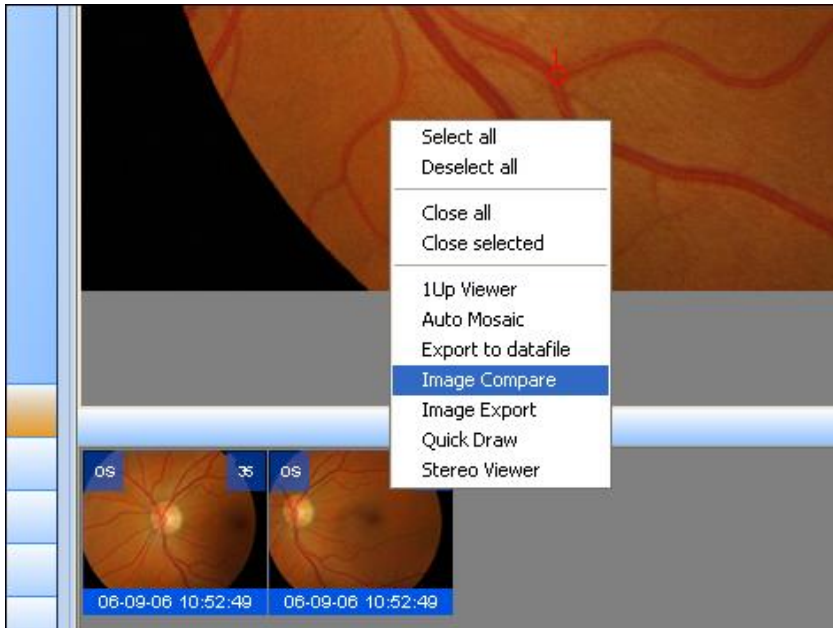 Select all
Deselect all
Close all
Close selected
1Up Viewer
Auto Mosaic
Export to datafile
Image Compare
Image Export
Quick Draw
Stereo Viewer
OS 35 OS
06-09-06 10:52:49 06-09-06 10:52:49